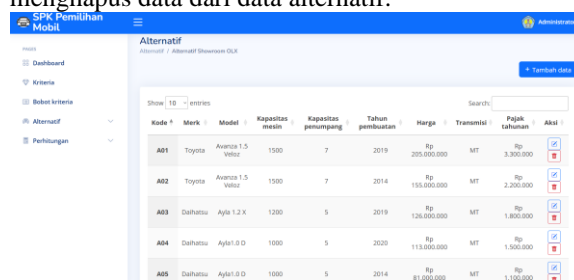 menghapus data dari data alternatif.
SPK Pemilihan Mobil
Administrator
Dashboard
Kriteria
Bobot kriteria
Alternatif
Perhitungan
Alternatif
Alternatif / Alternatif Showroom OLX
+ Tambah data
Show 10 entries
Search:
Kode Merk Model Kapasitas mesin Kapasitas penumpang Tahun pembuatan Harga Transmisi Pajak tahunan Aksi
A01 Toyota Avanza 1.5 Veloz 1500 7 2019 Rp 205.000.000 MT Rp 3.300.000
A02 Toyota Avanza 1.5 Veloz 1500 7 2014 Rp 155.000.000 MT Rp 2.200.000
A03 Daihatsu Ayla 1.2 X 1200 5 2019 Rp 126.000.000 MT Rp 1.800.000
A04 Daihatsu Ayla1.0 D 1000 5 2020 Rp 113.000.000 MT Rp 1.500.000
A05 Daihatsu Ayla1.0 D 1000 5 2014 Rp 81.000.000 MT Rp 1.100.000